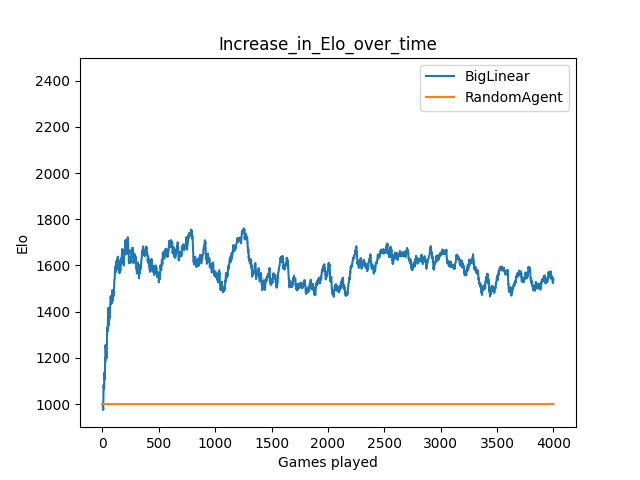 Increase_in_Elo_over_time
BigLinear
RandomAgent
2400
2200
2000
1800
1600
1400
1200
1000
Elo
0 500 1000 1500 2000 2500 3000 3500 4000
Games played